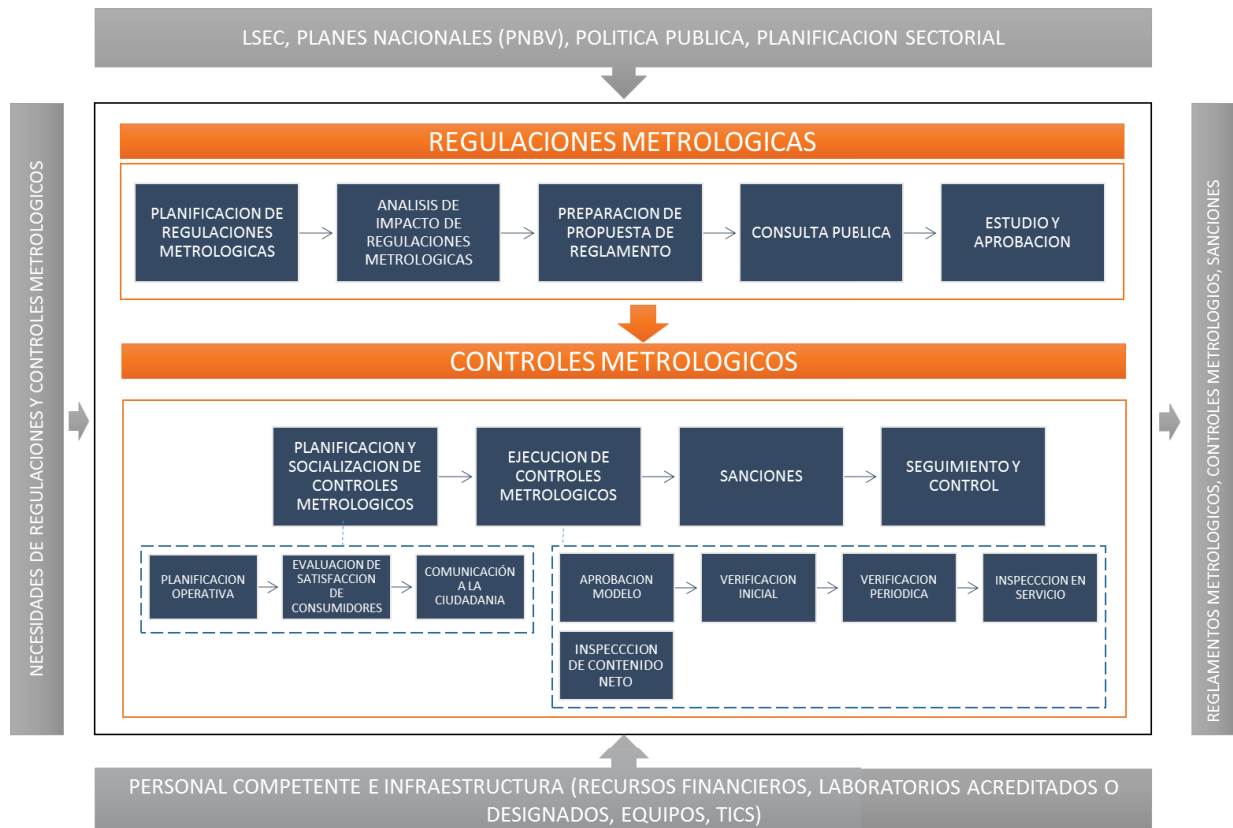 LSEC, PLANES NACIONALES (PNBV), POLITICA PUBLICA, PLANIFICACION SECTORIAL
NECESIDADES DE REGULACIONES Y CONTROLES METROLOGICOS
REGULACIONES METROLOGICAS
PLANIFICACION DE
REGULACIONES
METROLOGICAS
ANALISIS DE
IMPACTO DE
REGULACIONES
METROLOGICAS
PREPARACION DE
PROPUESTA DE
REGLAMENTO
CONSULTA PUBLICA
ESTUDIO Y
APROBACION
CONTROLES METROLOGICOS
PLANIFICACION Y
SOCIALIZACION DE
CONTROLES
METROLOGICOS
EJECUCION DE
CONTROLES
METROLOGICOS
SANCIONES
SEGUIMIENTO Y
CONTROL
PLANIFICACION
OPERATIVA
EVALUACION DE
SATISFACCION
DE
CONSUMIDORES
COMUNICACIÓN
A LA
CIUDADANIA
APROBACION
MODELO
VERIFICACION
INICIAL
VERIFICACION
PERIODICA
INSPECCCION EN
SERVICIO
INSPECCCION
DE CONTENIDO
NETO
REGLAMENTOS METROLOGICOS, CONTROLES METROLOGIOS, SANCIONES
PERSONAL COMPETENTE E INFRAESTRUCTURA (RECURSOS FINANCIEROS, LABORATORIOS ACREDITADOS O
DESIGNADOS, EQUIPOS, TICS)